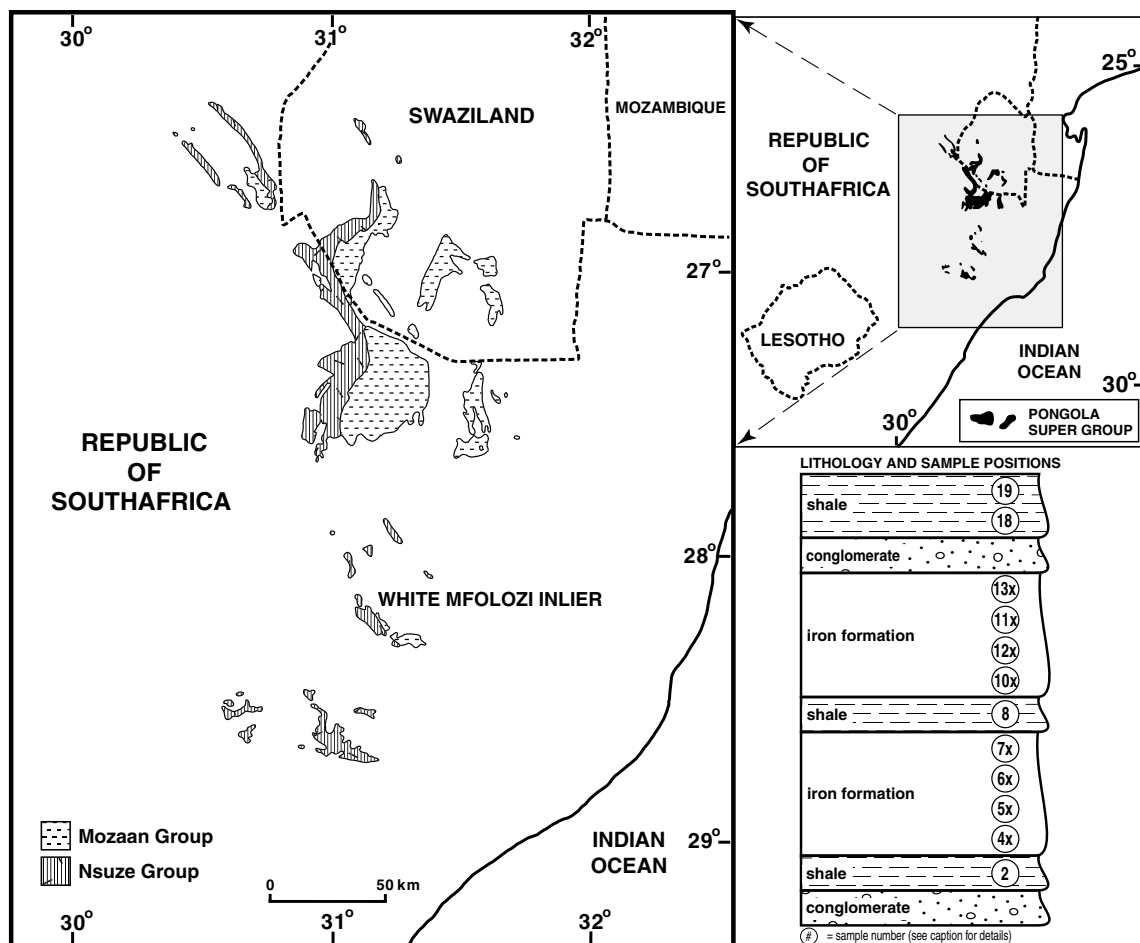 30°
31°
32°
SWAZILAND
MOZAMBIQUE
27°
REPUBLIC
OF
SOUTHAFRICA
28°
WHITE MFOLOZI INLIER
INDIAN
OCEAN
29°
Mozaan Group
Nsuze Group
0 50 km
30°
31°
32°
25°
REPUBLIC
OF
SOUTHAFRICA
LESOTHO
INDIAN
OCEAN
30°
30°
PONGOLA
SUPER GROUP
LITHOLOGY AND SAMPLE POSITIONS
19
shale
18
conglomerate
13x
11x
iron formation
12x
10x
shale 8
7x
6x
iron formation
5x
4x
shale 2
conglomerate
# = sample number (see caption for details)